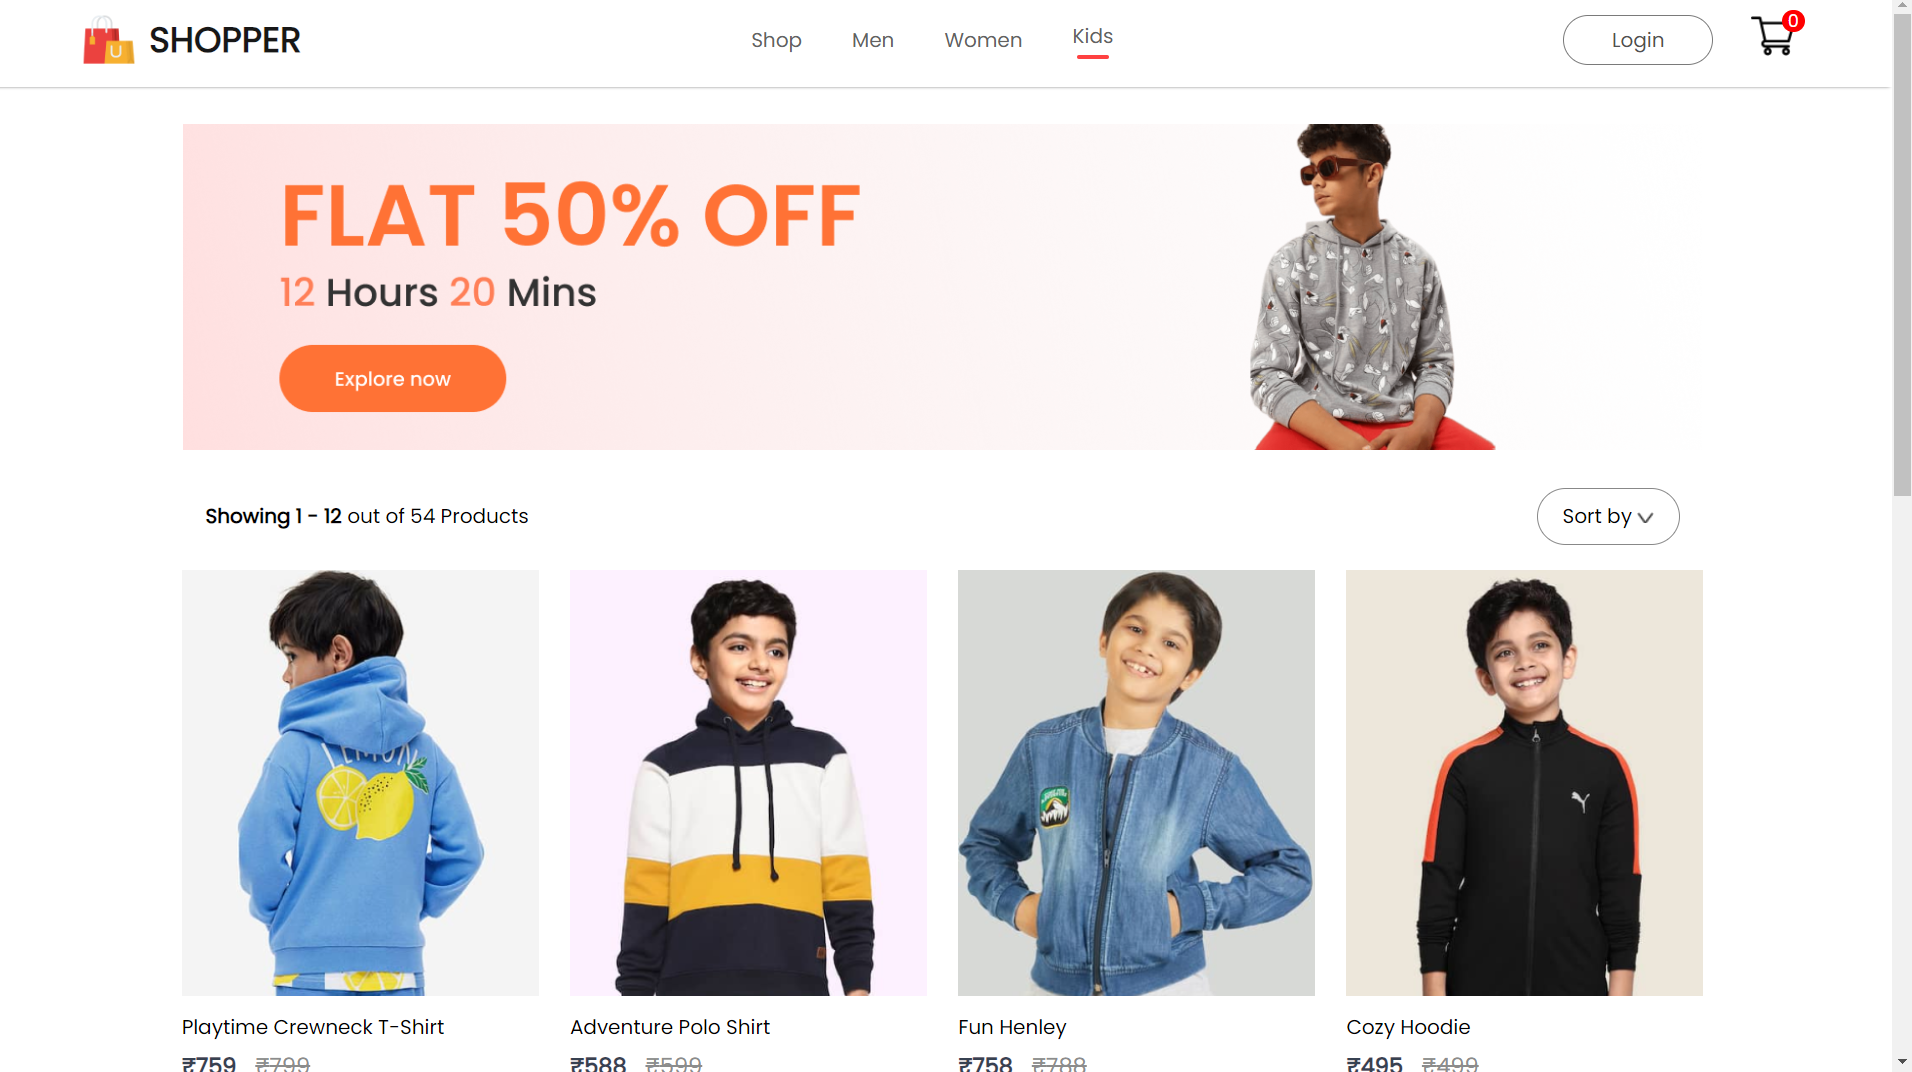 SHOPPER
Shop Men Women Kids
Login
0
U
FLAT 50% OFF
12 Hours 20 Mins
Explore now
Showing 1 - 12 out of 54 Products
Sort by
LEMON
Playtime Crewneck T-Shirt
₹759 ₹799
Adventure Polo Shirt
₹588 ₹599
Fun Henley
₹758 ₹788
Cozy Hoodie
₹495 ₹499